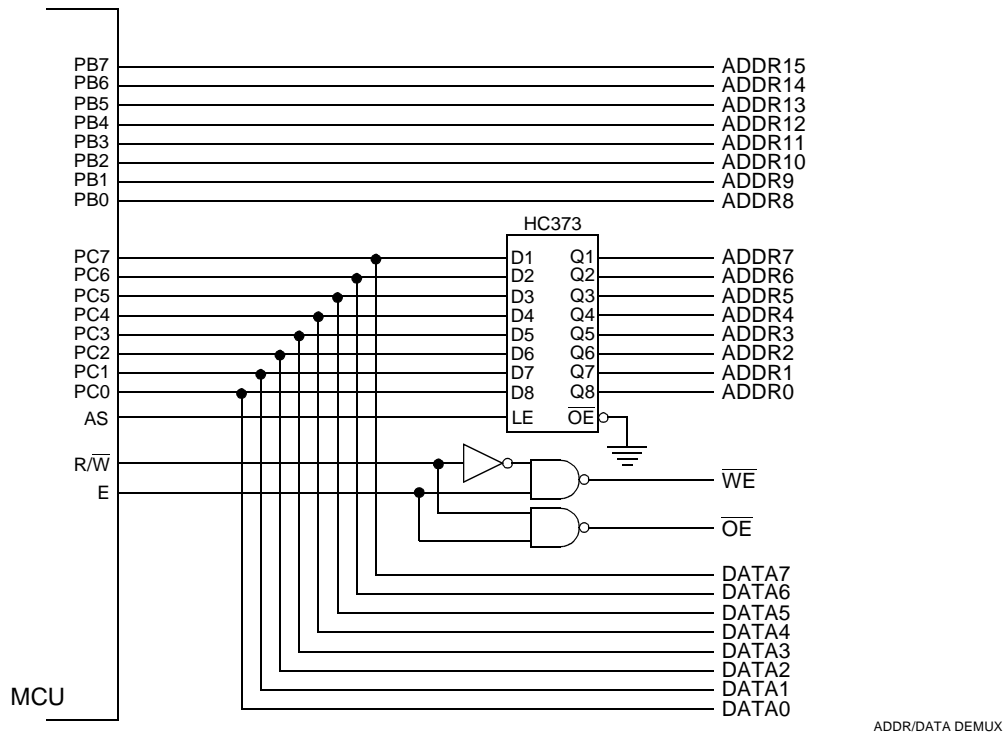 PB7 ADDR15
PB6 ADDR14
PB5 ADDR13
PB4 ADDR12
PB3 ADDR11
PB2 ADDR10
PB1 ADDR9
PB0 ADDR8
HC373
PC7 D1 Q1 ADDR7
PC6 D2 Q2 ADDR6
PC5 D3 Q3 ADDR5
PC4 D4 Q4 ADDR4
PC3 D5 Q5 ADDR3
PC2 D6 Q6 ADDR2
PC1 D7 Q7 ADDR1
PC0 D8 Q8 ADDR0
AS LE O̅E̅
R/W̅
E W̅E̅
O̅E̅
DATA7
DATA6
DATA5
DATA4
DATA3
DATA2
DATA1
DATA0
MCU
ADDR/DATA DEMUX